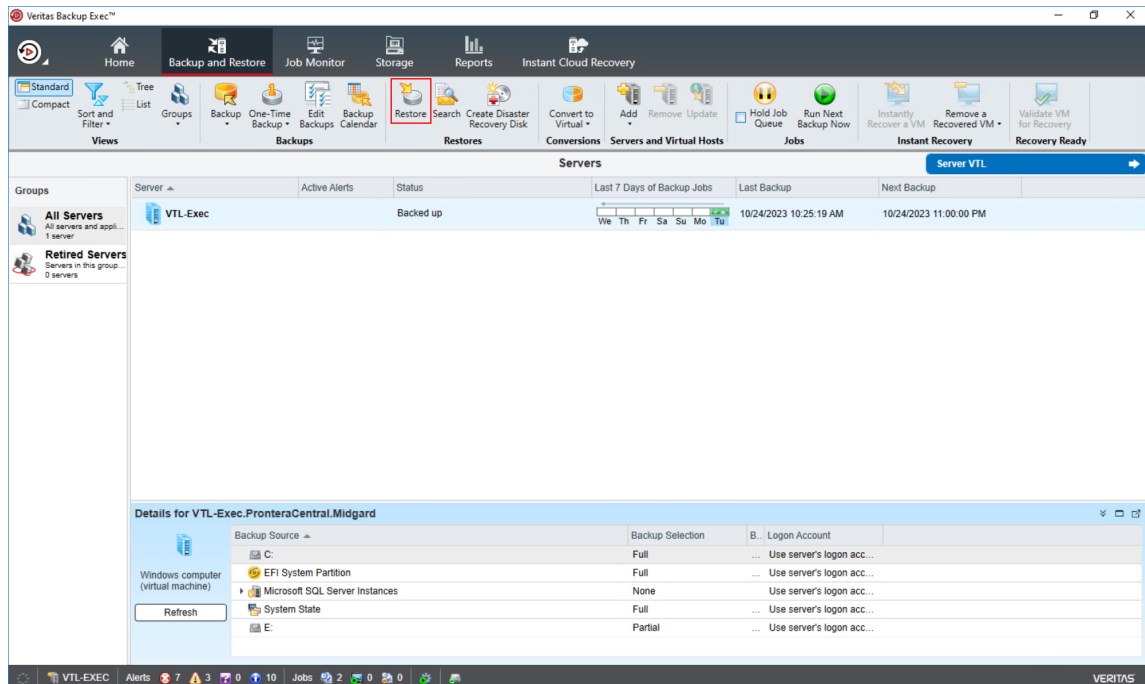 Veritas Backup Exec™
Home
Backup and Restore
Job Monitor
Storage
Reports
Instant Cloud Recovery
Standard
Compact
Sort and
Filter
Tree
List
Views
Groups
Backup
One-Time
Backup
Edit
Backups
Backup
Calendar
Backups
Restore
Search
Create Disaster
Recovery Disk
Restores
Convert to
Virtual
Conversions
Add
Remove
Update
Servers and Virtual Hosts
Hold Job
Queue
Run Next
Backup Now
Jobs
Instantly
Recover a VM
Remove a
Recovered VM
Instant Recovery
Validate VM
for Recovery
Recovery Ready
Servers
Server VTL
Groups
All Servers
All servers and appli...
1 server
Retired Servers
Servers in this group...
0 servers
Server Active Alerts Status Last 7 Days of Backup Jobs Last Backup Next Backup
VTL-Exec Backed up We Th Fr Sa Su Mo Tu 10/24/2023 10:25:19 AM 10/24/2023 11:00:00 PM
Details for VTL-Exec.PronteraCentral.Midgard
Windows computer
(virtual machine)
Refresh
Backup Source Backup Selection B.. Logon Account
C: Full ... Use server's logon acc...
EFI System Partition Full ... Use server's logon acc...
Microsoft SQL Server Instances None Use server's logon acc...
System State Full ... Use server's logon acc...
E: Partial ... Use server's logon acc...
VTL-EXEC Alerts 7 3 0 10 Jobs 2 0 0 VERITAS